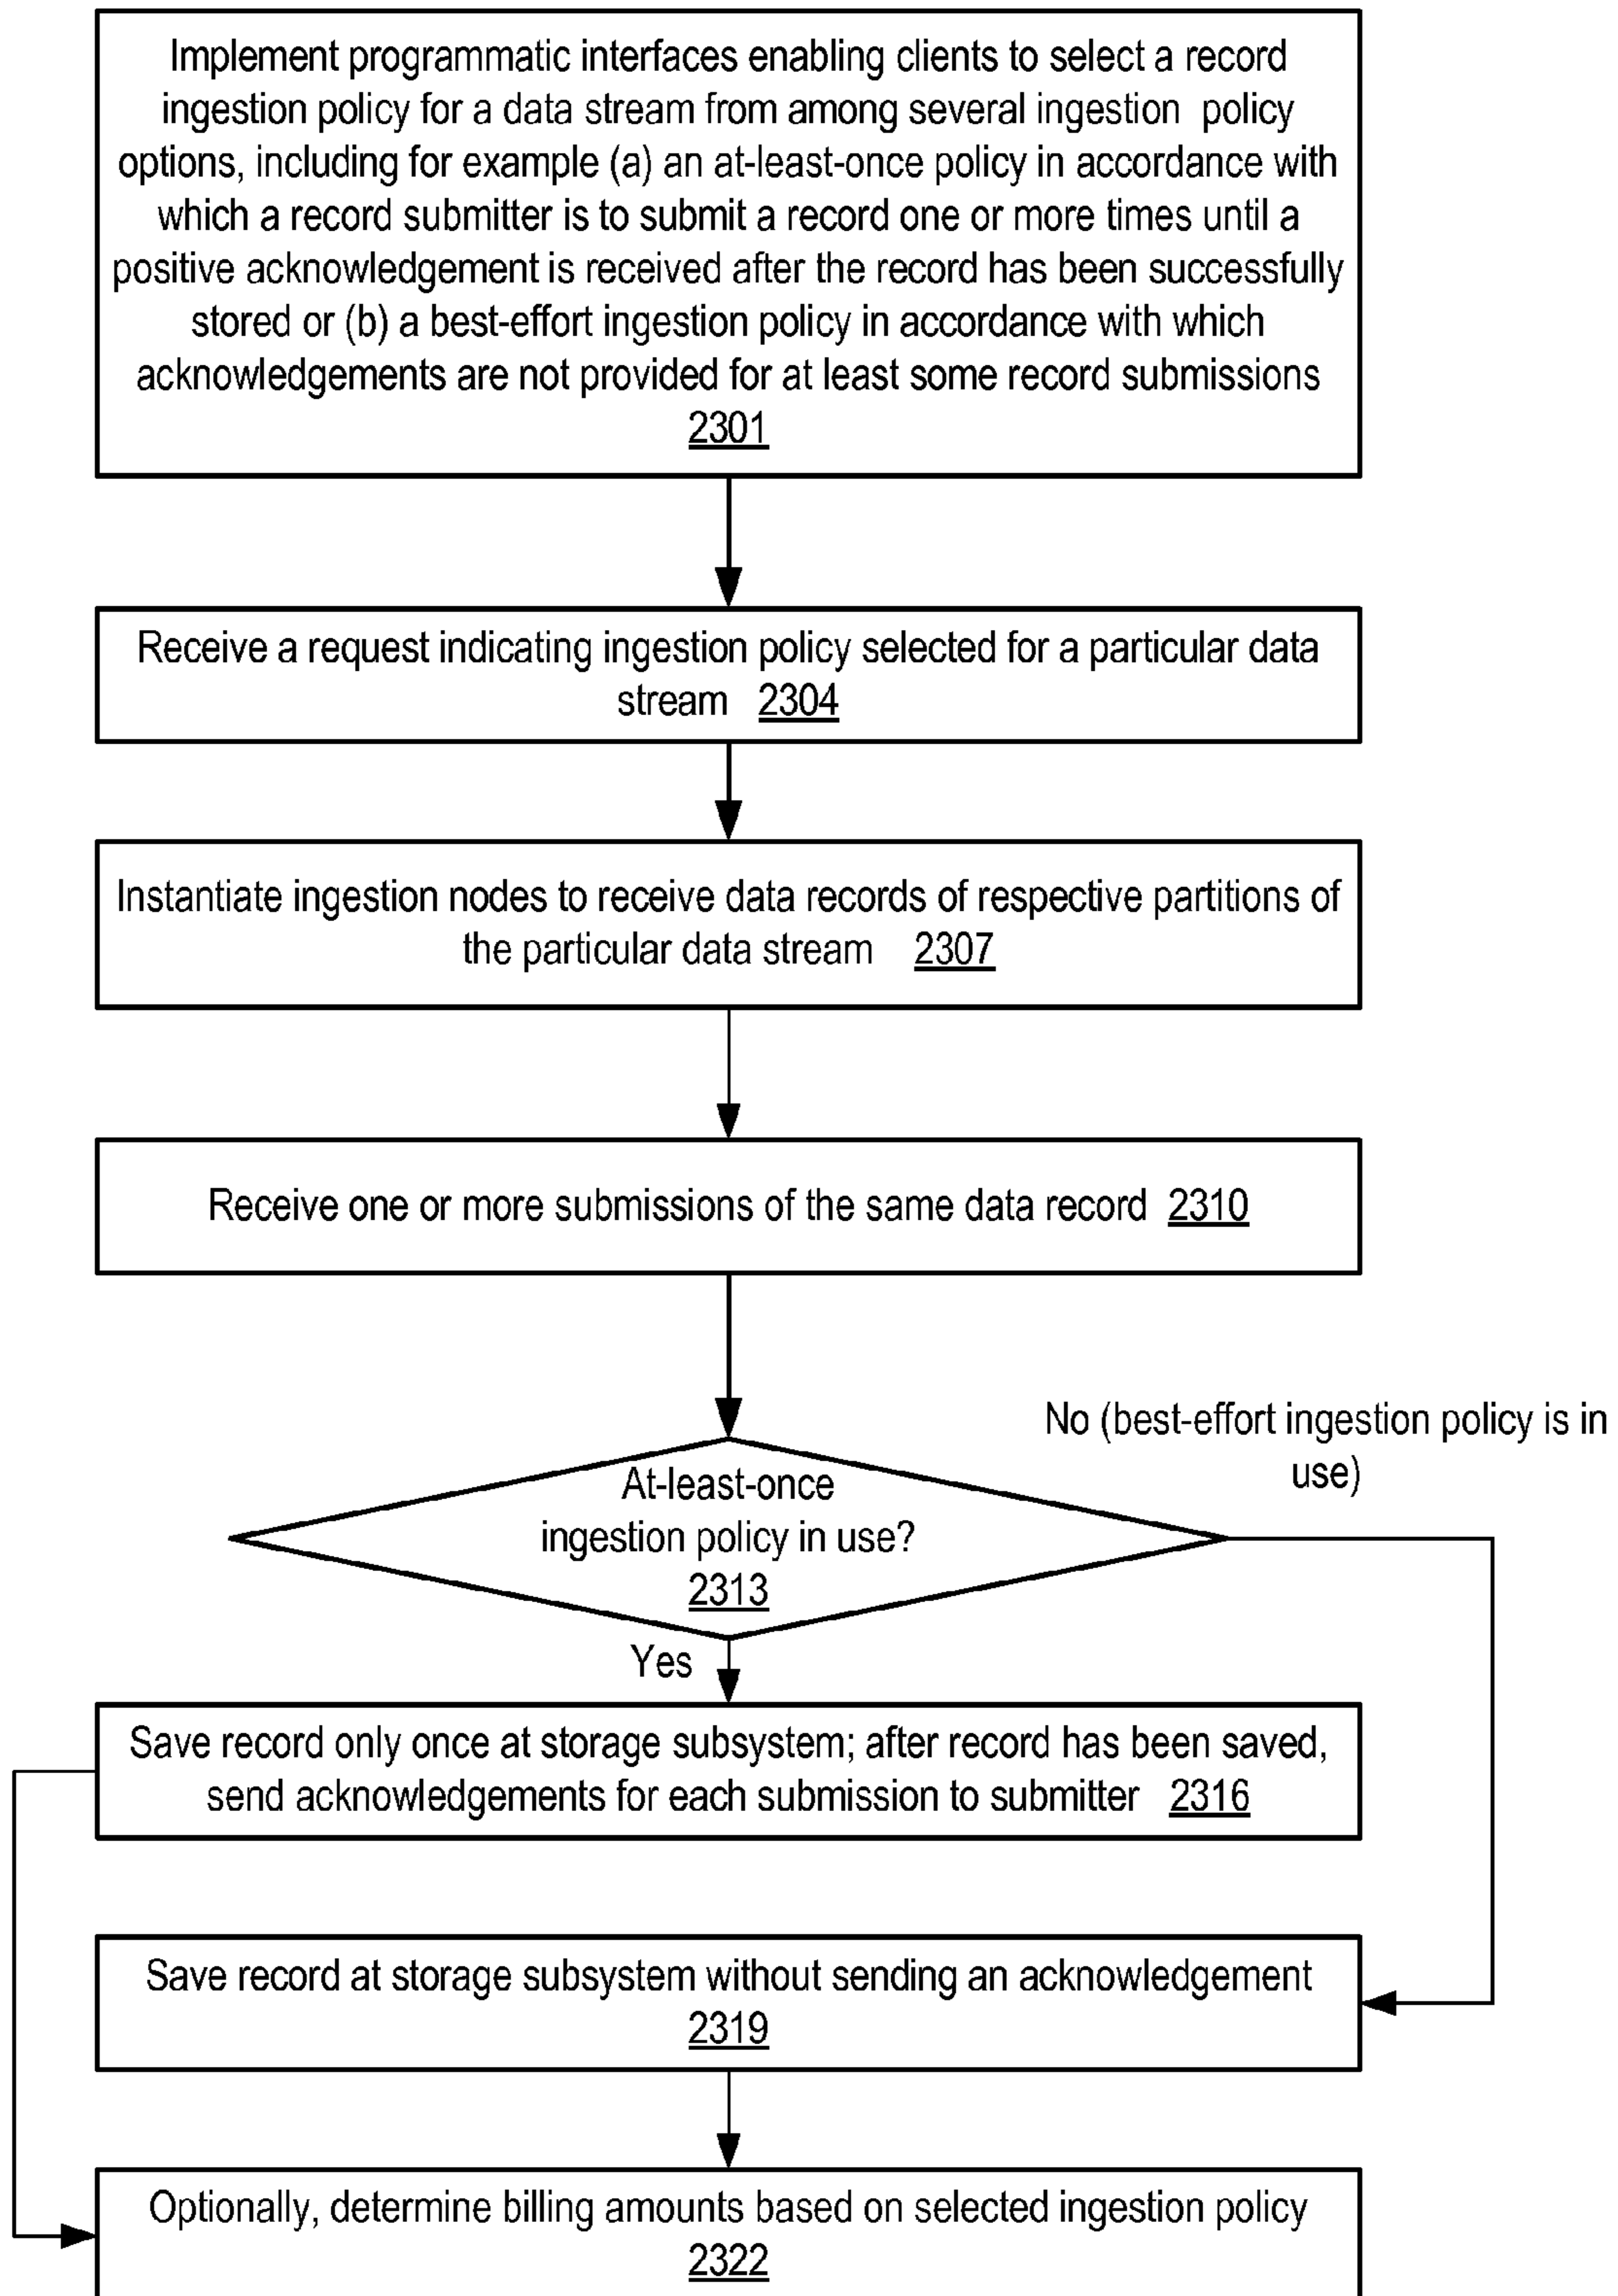 Implement programmatic interfaces enabling clients to select a record
ingestion policy for a data stream from among several ingestion policy
options, including for example (a) an at-least-once policy in accordance with
which a record submitter is to submit a record one or more times until a
positive acknowledgement is received after the record has been successfully
stored or (b) a best-effort ingestion policy in accordance with which
acknowledgements are not provided for at least some record submissions
2301
Receive a request indicating ingestion policy selected for a particular data
stream 2304
Instantiate ingestion nodes to receive data records of respective partitions of
the particular data stream 2307
Receive one or more submissions of the same data record 2310
No (best-effort ingestion policy is in
use)
At-least-once
ingestion policy in use?
2313
Yes
Save record only once at storage subsystem; after record has been saved,
send acknowledgements for each submission to submitter 2316
Save record at storage subsystem without sending an acknowledgement
2319
Optionally, determine billing amounts based on selected ingestion policy
2322